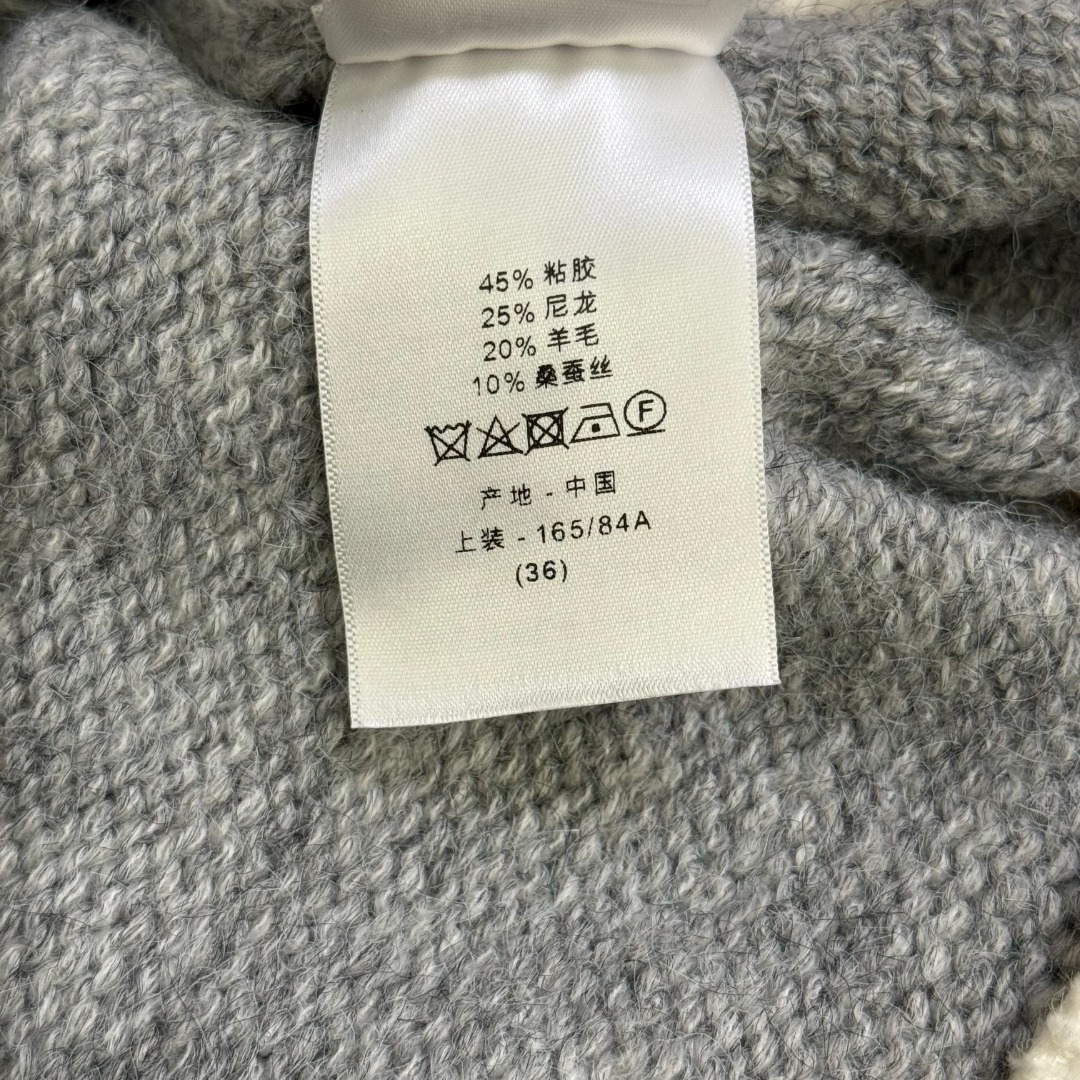 45% 粘胶
25% 尼龙
20% 羊毛
10% 桑蚕丝
F
产地 - 中国
上装 - 165/84A
(36)